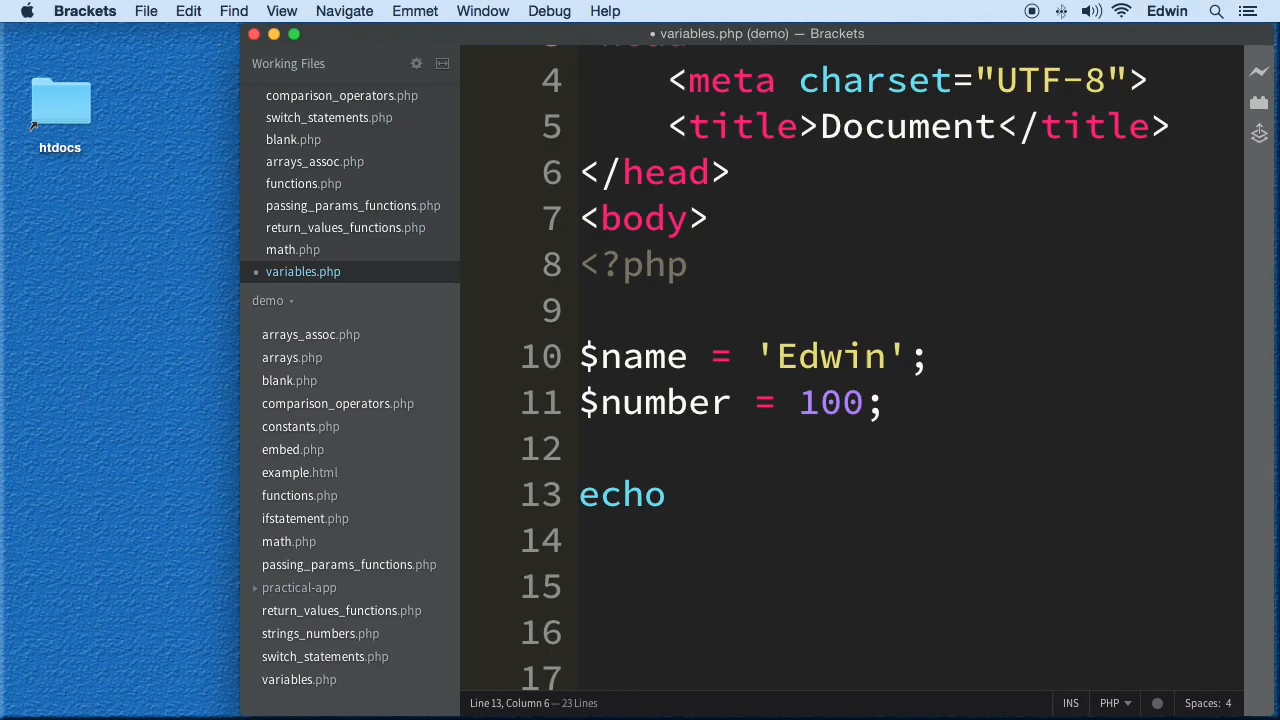 Brackets File Edit Find View Navigate Emmet Window Debug Help Edwin
variables.php (demo) — Brackets
htdocs
Working Files
comparison_operators.php
switch_statements.php
blank.php
arrays_assoc.php
functions.php
passing_params_functions.php
return_values_functions.php
math.php
variables.php
demo
arrays_assoc.php
arrays.php
blank.php
comparison_operators.php
constants.php
embed.php
example.html
functions.php
ifstatement.php
math.php
passing_params_functions.php
practical-app
return_values_functions.php
strings_numbers.php
switch_statements.php
variables.php
4 <meta charset="UTF-8">
5 <title>Document</title>
6 </head>
7 <body>
8 <?php
9
10 $name = 'Edwin';
11 $number = 100;
12
13 echo
14
15
16
17
Line 13, Column 6 — 23 Lines INS PHP Spaces: 4